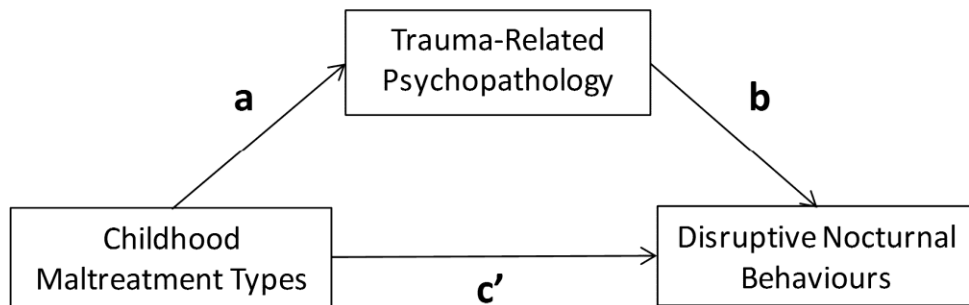 Trauma-Related
Psychopathology
a
b
Childhood
Maltreatment Types
c’
Disruptive Nocturnal
Behaviours